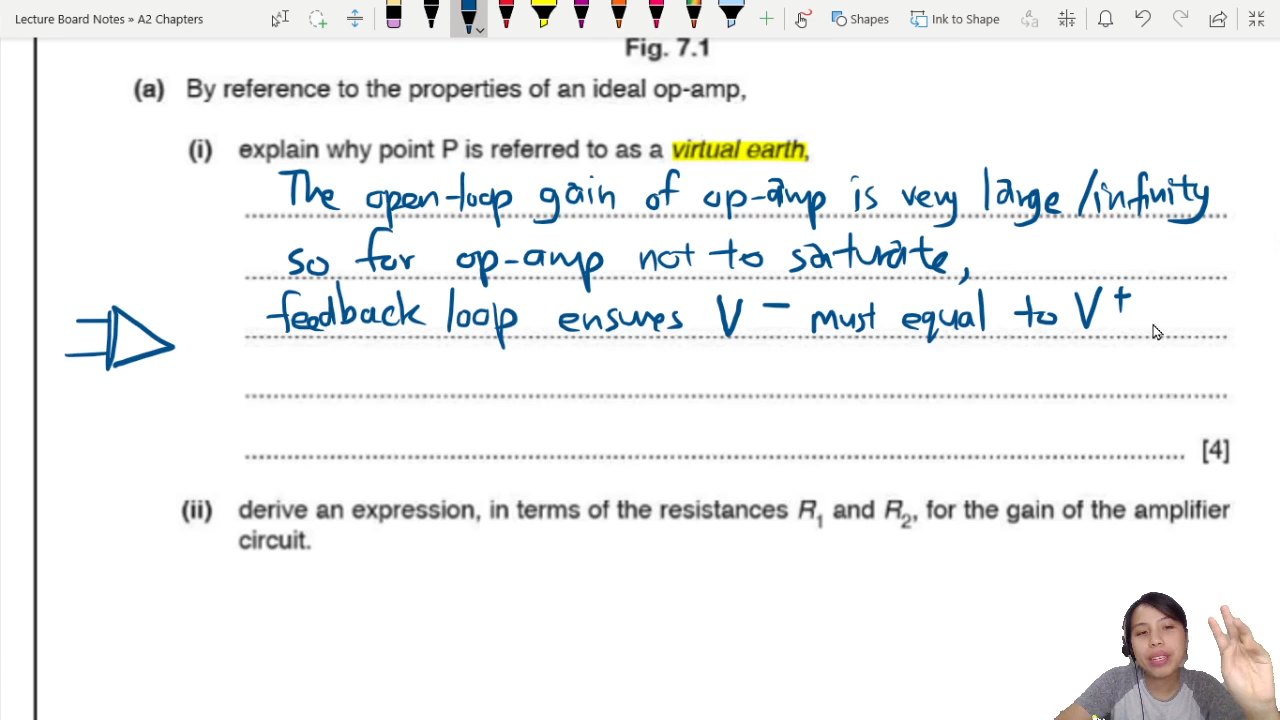 Lecture Board Notes » A2 Chapters
Shapes
Ink to Shape
Fig. 7.1
(a) By reference to the properties of an ideal op-amp,
(i) explain why point P is referred to as a virtual earth,
The open-loop gain of op-amp is very large /infinity
so for op-amp not to saturate,
feedback loop ensures V⁻ must equal to V⁺
[4]
(ii) derive an expression, in terms of the resistances R₁ and R₂, for the gain of the amplifier
circuit.